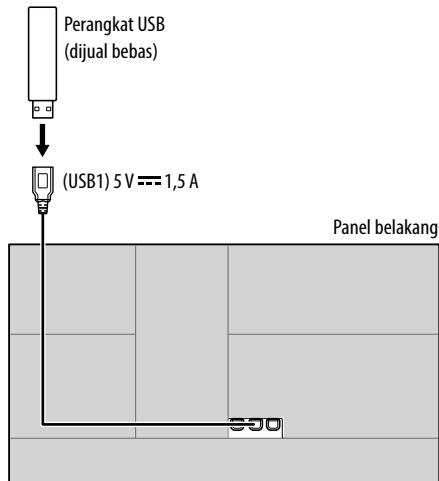 Perangkat USB
(dijual bebas)
(USB1) 5 V ⎓ 1,5 A
Panel belakang